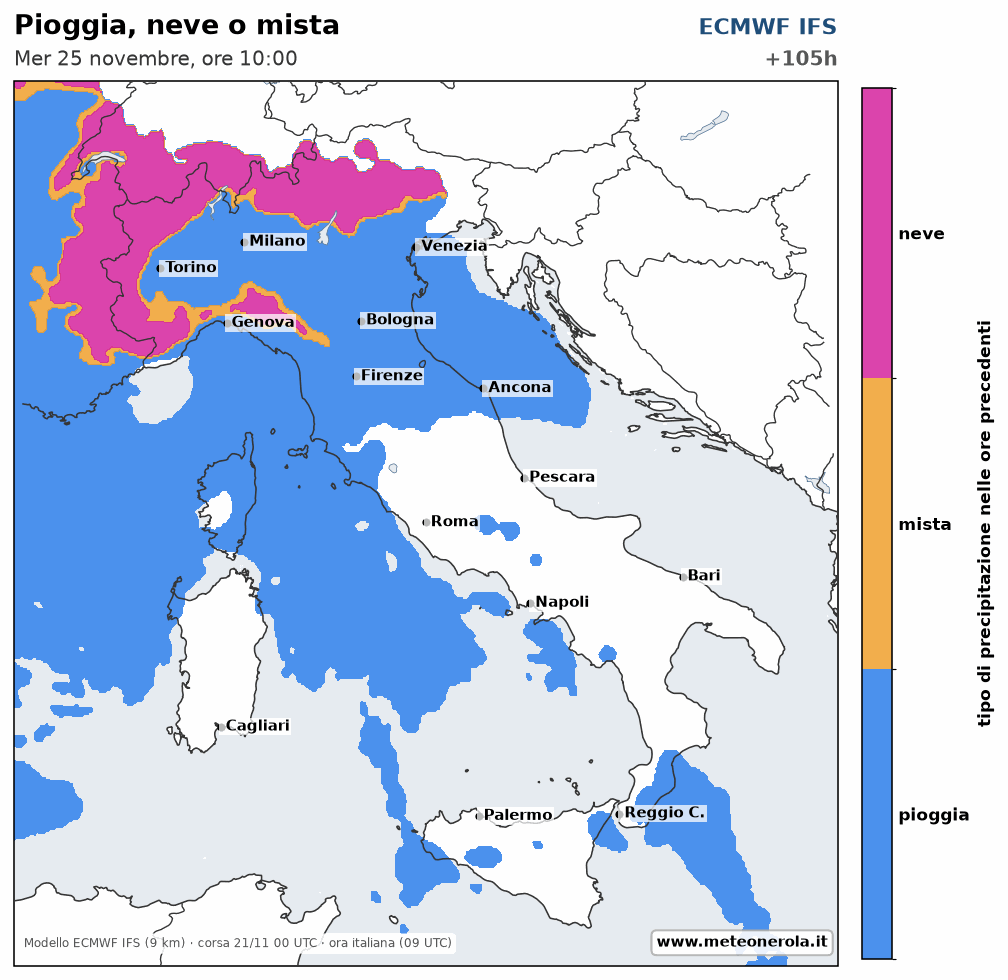 Pioggia, neve o mista
ECMWF IFS
Mer 25 novembre, ore 10:00
+105h
neve
mista
pioggia
tipo di precipitazione nelle ore precedenti
Milano
Venezia
Torino
Genova
Bologna
Firenze
Ancona
Pescara
Roma
Bari
Napoli
Cagliari
Palermo
Reggio C.
Modello ECMWF IFS (9 km) · corsa 21/11 00 UTC · ora italiana (09 UTC)
www.meteonerola.it